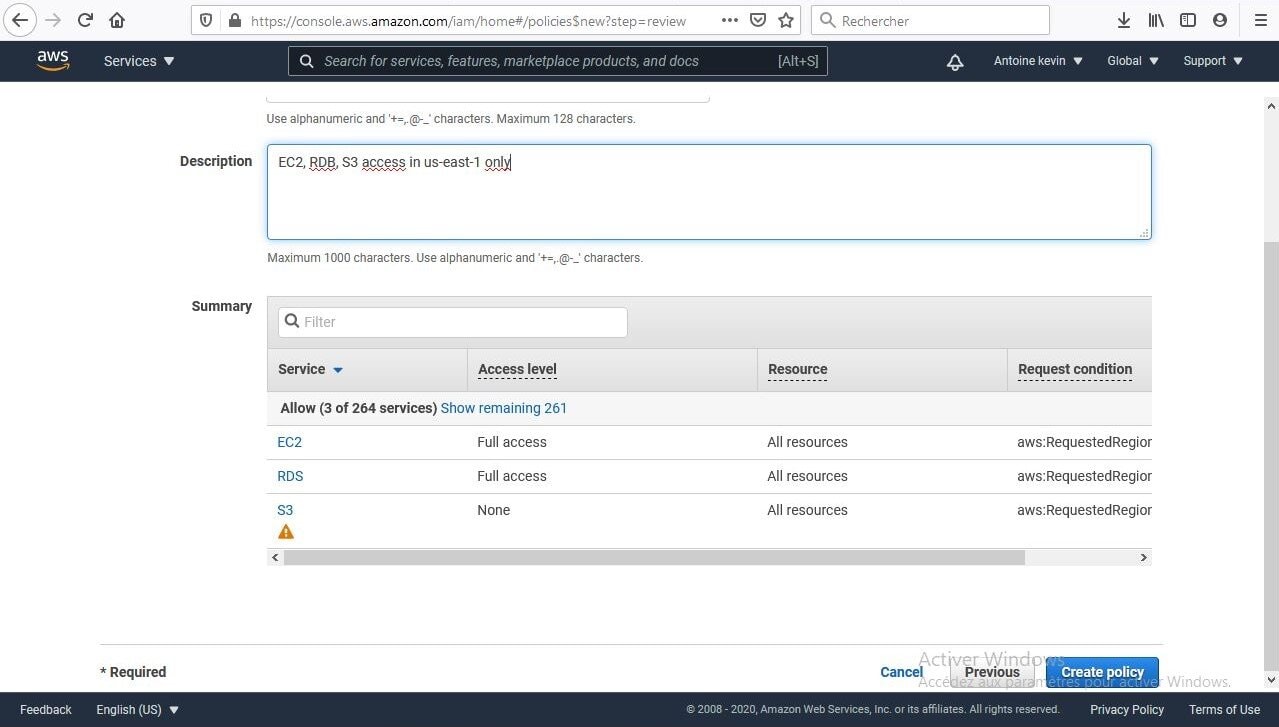 https://console.aws.amazon.com/iam/home#/policies$new?step=review
Rechercher
aws
Services
Search for services, features, marketplace products, and docs
[Alt+S]
Antoine kevin
Global
Support
Use alphanumeric and '+=,.@-_' characters. Maximum 128 characters.
Description
EC2, RDB, S3 access in us-east-1 only
Maximum 1000 characters. Use alphanumeric and '+=,.@-_' characters.
Summary
Filter
Service Access level Resource Request condition
Allow (3 of 264 services) Show remaining 261
EC2 Full access All resources aws:RequestedRegior
RDS Full access All resources aws:RequestedRegior
S3 None All resources aws:RequestedRegior
Activer Windows
Accédez aux paramètres pour activer Windows.
* Required
Cancel
Previous
Create policy
Feedback
English (US)
© 2008 - 2020, Amazon Web Services, Inc. or its affiliates. All rights reserved.
Privacy Policy
Terms of Use